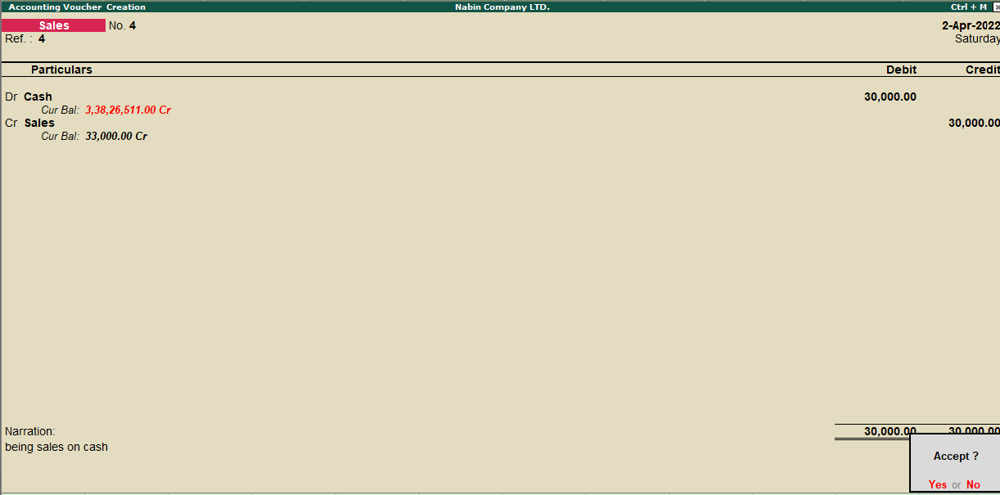 Accounting Voucher Creation Nabin Company LTD. Ctrl + M
Sales No. 4 2-Apr-2022
Ref. : 4 Saturday
Particulars Debit Credit
Dr Cash 30,000.00
Cur Bal: 3,38,26,511.00 Cr
Cr Sales 30,000.00
Cur Bal: 33,000.00 Cr
Narration: 30,000.00 30,000.00
being sales on cash
Accept ?
Yes or No